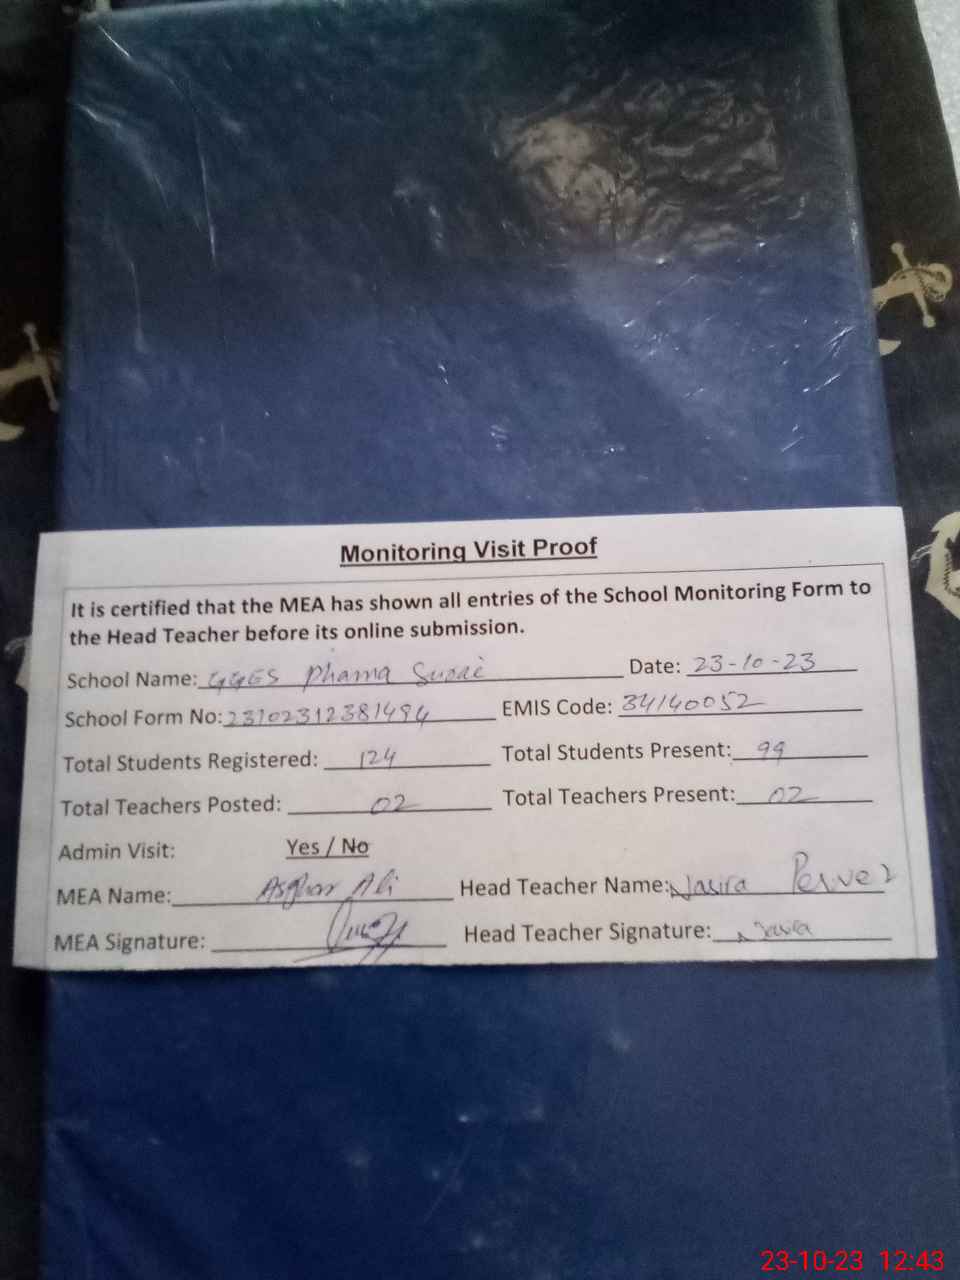 Monitoring Visit Proof
It is certified that the MEA has shown all entries of the School Monitoring Form to
the Head Teacher before its online submission.
School Name: GGES Phama Date: 23-10-23
School Form No: 23102312381494 EMIS Code: 34140052
Total Students Registered: 124 Total Students Present: 99
Total Teachers Posted: 02 Total Teachers Present: 02
Admin Visit: Yes / No
MEA Name: Asghar Ali Head Teacher Name: Nasira Perve2
MEA Signature: Head Teacher Signature: Nasira
23-10-23 12:43